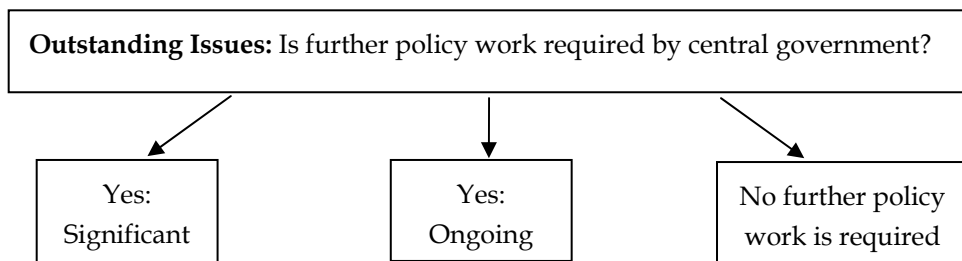 Outstanding Issues: Is further policy work required by central government?
Yes:
Significant
Yes:
Ongoing
No further policy
work is required